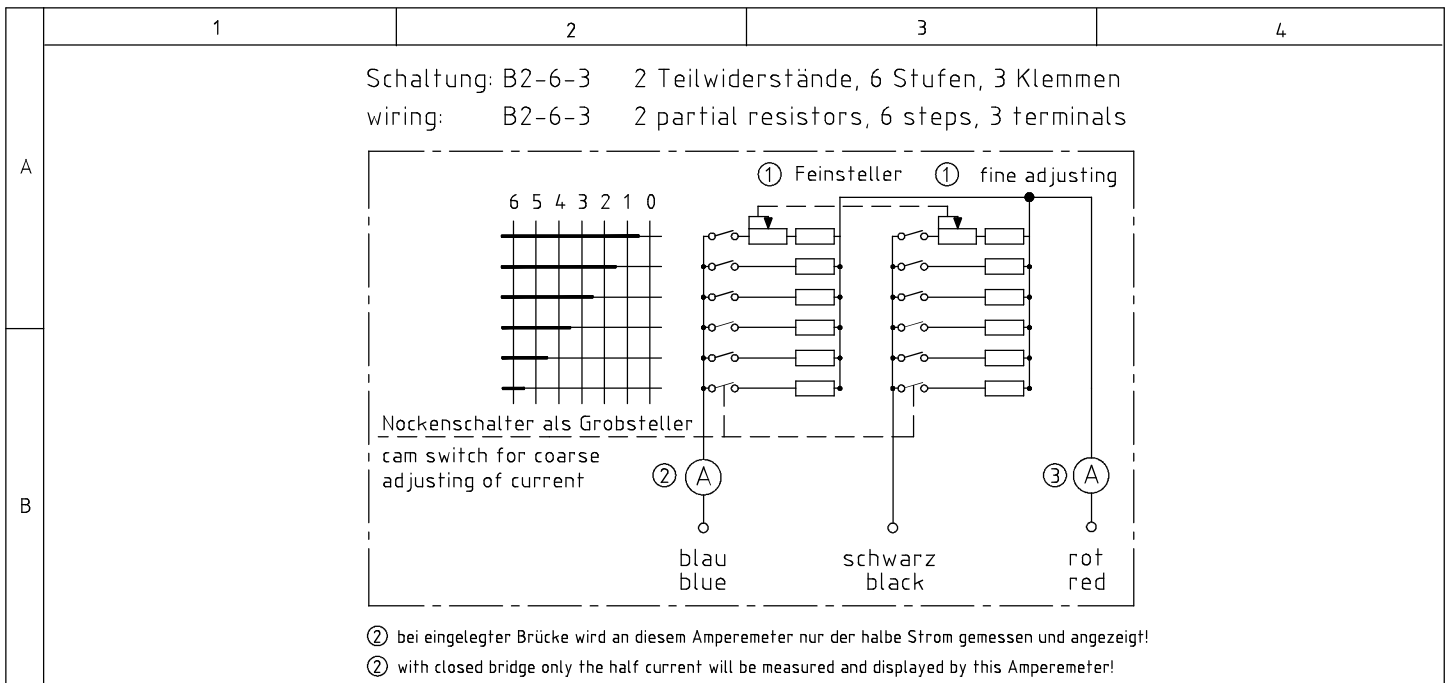 1 2 3 4
Schaltung: B2-6-3 2 Teilwiderstände, 6 Stufen, 3 Klemmen
wiring: B2-6-3 2 partial resistors, 6 steps, 3 terminals
A
① Feinsteller ① fine adjusting
6 5 4 3 2 1 0
Nockenschalter als Grobsteller
cam switch for coarse
adjusting of current
② A ③ A
B
blau schwarz rot
blue black red
② bei eingelegter Brücke wird an diesem Amperemeter nur der halbe Strom gemessen und angezeigt!
② with closed bridge only the half current will be measured and displayed by this Amperemeter!